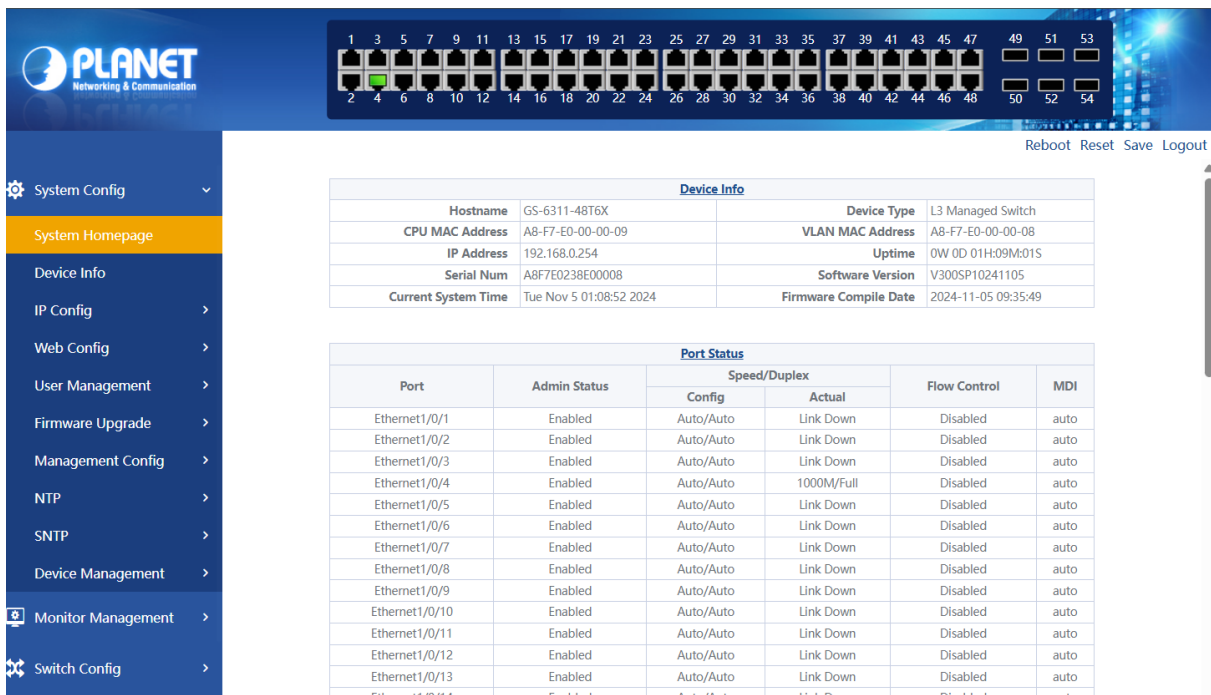 PLANET
Networking & Communication
1 3 5 7 9 11 13 15 17 19 21 23 25 27 29 31 33 35 37 39 41 43 45 47 49 51 53
2 4 6 8 10 12 14 16 18 20 22 24 26 28 30 32 34 36 38 40 42 44 46 48 50 52 54
Reboot Reset Save Logout
System Config
System Homepage
Device Info
IP Config
Web Config
User Management
Firmware Upgrade
Management Config
NTP
SNTP
Device Management
Monitor Management
Switch Config
Device Info
Hostname GS-6311-48T6X Device Type L3 Managed Switch
CPU MAC Address A8-F7-E0-00-00-09 VLAN MAC Address A8-F7-E0-00-00-08
IP Address 192.168.0.254 Uptime 0W 0D 01H:09M:01S
Serial Num A8F7E0238E00008 Software Version V300SP10241105
Current System Time Tue Nov 5 01:08:52 2024 Firmware Compile Date 2024-11-05 09:35:49
Port Status
Port Admin Status Speed/Duplex Flow Control MDI
Config Actual
Ethernet1/0/1 Enabled Auto/Auto Link Down Disabled auto
Ethernet1/0/2 Enabled Auto/Auto Link Down Disabled auto
Ethernet1/0/3 Enabled Auto/Auto Link Down Disabled auto
Ethernet1/0/4 Enabled Auto/Auto 1000M/Full Disabled auto
Ethernet1/0/5 Enabled Auto/Auto Link Down Disabled auto
Ethernet1/0/6 Enabled Auto/Auto Link Down Disabled auto
Ethernet1/0/7 Enabled Auto/Auto Link Down Disabled auto
Ethernet1/0/8 Enabled Auto/Auto Link Down Disabled auto
Ethernet1/0/9 Enabled Auto/Auto Link Down Disabled auto
Ethernet1/0/10 Enabled Auto/Auto Link Down Disabled auto
Ethernet1/0/11 Enabled Auto/Auto Link Down Disabled auto
Ethernet1/0/12 Enabled Auto/Auto Link Down Disabled auto
Ethernet1/0/13 Enabled Auto/Auto Link Down Disabled auto